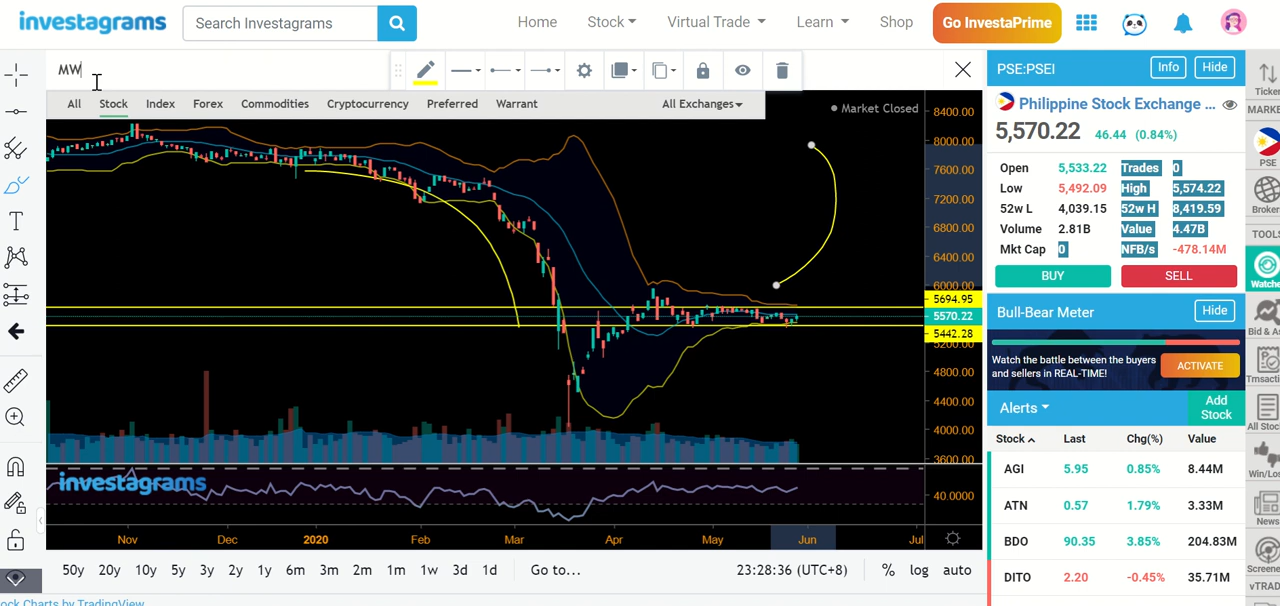 investagrams
Search Investagrams
Home
Stock
Virtual Trade
Learn
Shop
Go InvestaPrime
MW
All
Stock
Index
Forex
Commodities
Cryptocurrency
Preferred
Warrant
All Exchanges
Market Closed
8400.00
8000.00
7600.00
7200.00
6800.00
6400.00
6000.00
5694.95
5570.22
5442.28
5200.00
4800.00
4400.00
4000.00
3600.00
40.0000
investagrams
Nov
Dec
2020
Feb
Mar
Apr
May
Jun
Jul
50y 20y 10y 5y 3y 2y 1y 6m 3m 2m 1m 1w 3d 1d
Go to...
23:28:36 (UTC+8)
% log auto
ock Charts by TradingView
PSE:PSEI
Info
Hide
Philippine Stock Exchange ...
5,570.22 46.44 (0.84%)
Open 5,533.22 Trades 0
Low 5,492.09 High 5,574.22
52w L 4,039.15 52w H 8,419.59
Volume 2.81B Value 4.47B
Mkt Cap 0 NFB/s -478.14M
BUY
SELL
Bull-Bear Meter
Hide
Watch the battle between the buyers
and sellers in REAL-TIME!
ACTIVATE
Alerts
Add
Stock
Stock Last Chg(%) Value
AGI 5.95 0.85% 8.44M
ATN 0.57 1.79% 3.33M
BDO 90.35 3.85% 204.83M
DITO 2.20 -0.45% 35.71M
Ticker
MARKE
PSE
Broker
TOOLS
Watche
Bid & As
All Stoc
Win/Los
News
Screene
vTRAD